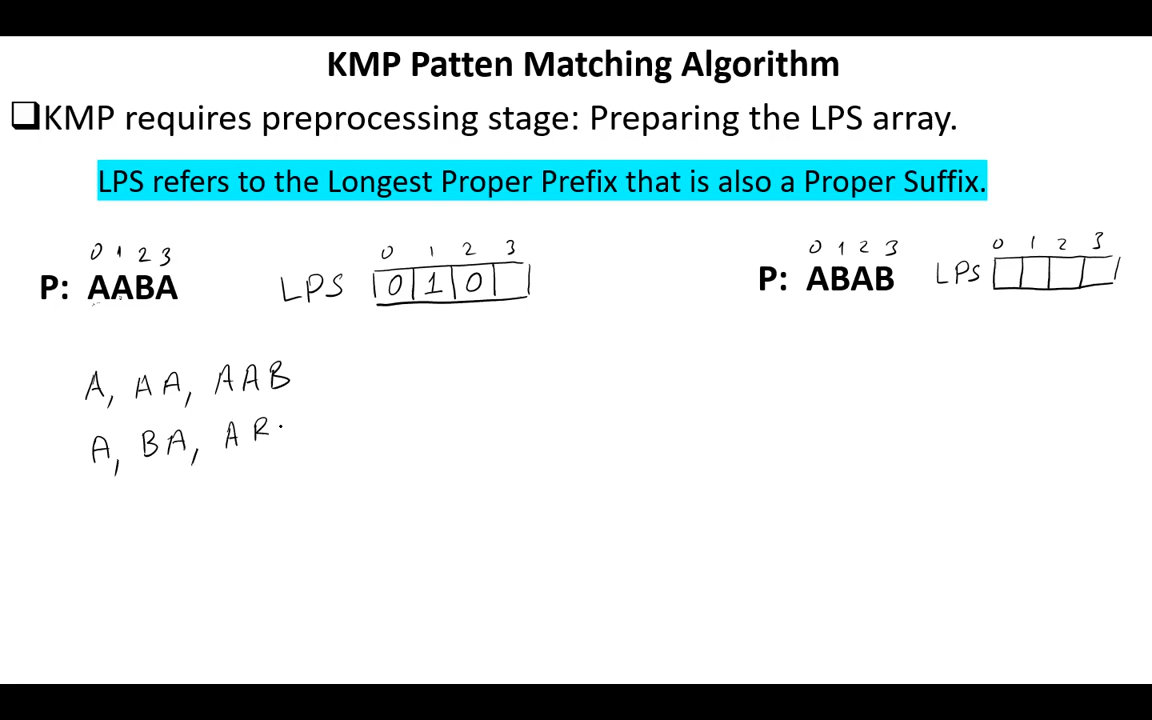 KMP Patten Matching Algorithm
❑KMP requires preprocessing stage: Preparing the LPS array.
LPS refers to the Longest Proper Prefix that is also a Proper Suffix.
0 1 2 3
P: AABA
0 1 2 3
LPS 0 1 0
0 1 2 3
P: ABAB
0 1 2 3
LPS
A, AA, AAB
A, BA, A